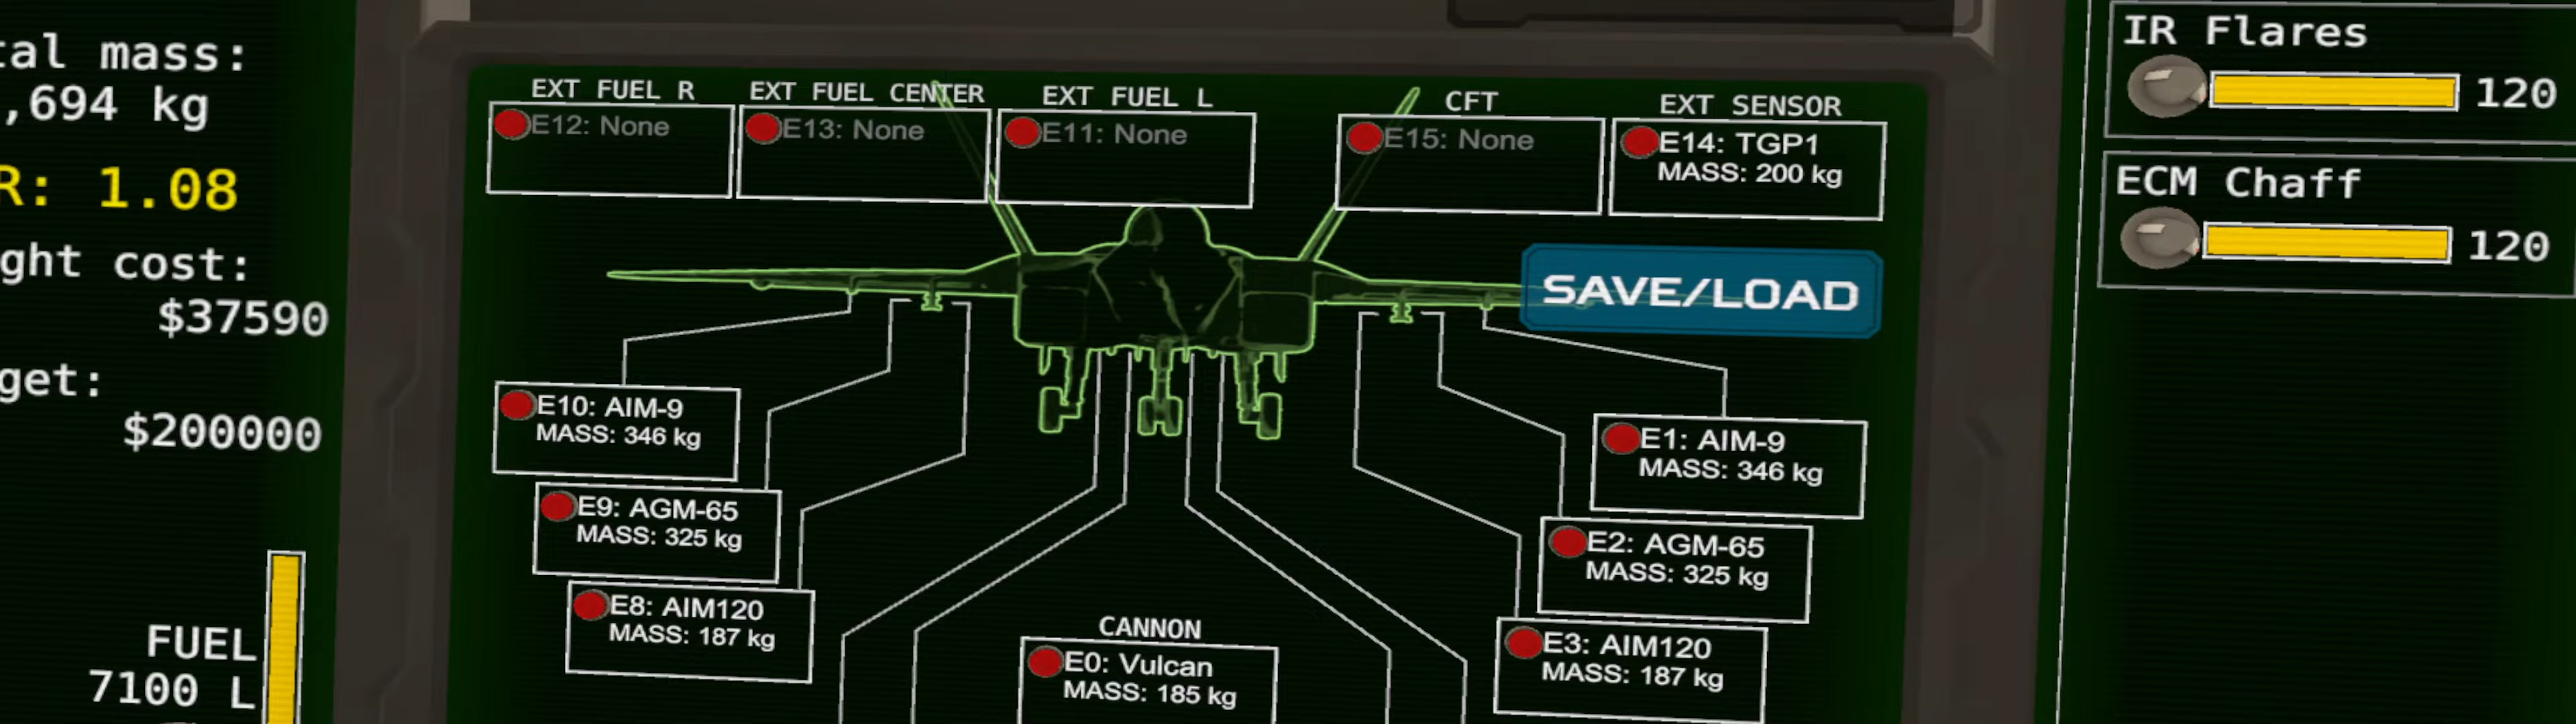 tal mass:
,694 kg
R: 1.08
ght cost:
$37590
get:
$200000
FUEL
7100 L
EXT FUEL R
E12: None
EXT FUEL CENTER
E13: None
EXT FUEL L
E11: None
CFT
E15: None
EXT SENSOR
E14: TGP1
MASS: 200 kg
SAVE/LOAD
E10: AIM-9
MASS: 346 kg
E9: AGM-65
MASS: 325 kg
E8: AIM120
MASS: 187 kg
CANNON
E0: Vulcan
MASS: 185 kg
E1: AIM-9
MASS: 346 kg
E2: AGM-65
MASS: 325 kg
E3: AIM120
MASS: 187 kg
IR Flares
120
ECM Chaff
120